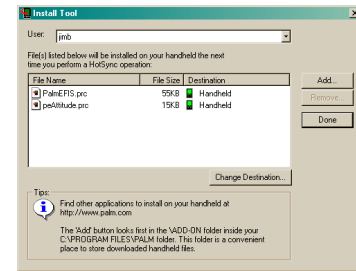 Install Tool
User: jimb
File(s) listed below will be installed on your handheld the next
time you perform a HotSync operation:
File Name File Size Destination
PalmEFIS.prc 55KB Handheld
peAttitude.prc 15KB Handheld
Add...
Remove...
Done
Change Destination...
Tips:
Find other applications to install on your handheld at
http://www.palm.com
The 'Add' button looks first in the \ADD-ON folder inside your
C:\PROGRAM FILES\PALM folder. This folder is a convenient
place to store downloaded handheld files.